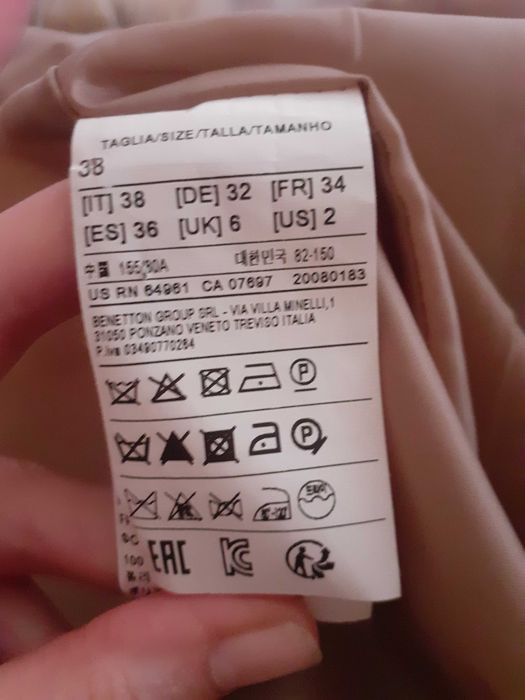 TAGLIA/SIZE/TALLA/TAMANHO
38
[IT] 38 [DE] 32 [FR] 34
[ES] 36 [UK] 6 [US] 2
155/80A 대한민국 82-150
US RN 64961 CA 07697 20080183
BENETTON GROUP SRL - VIA VILLA MINELLI,1
31050 PONZANO VENETO TREVISO ITALIA
P.Iva 03490770264
P
P
EAC
100